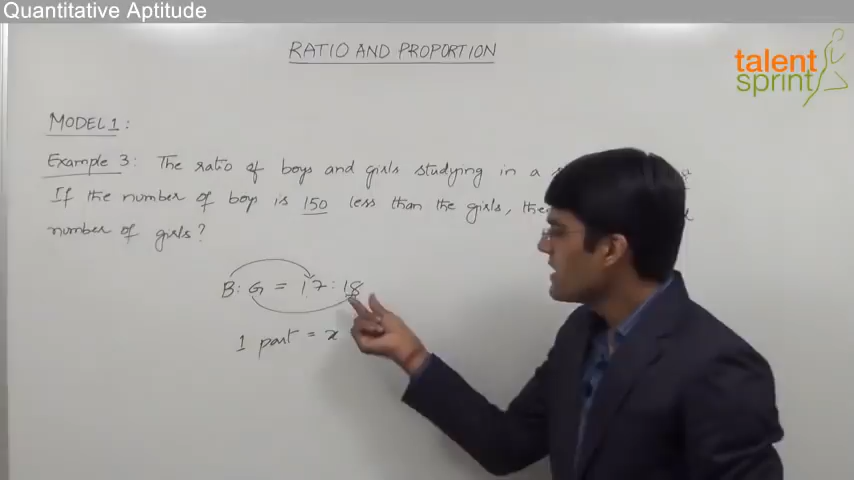 Quantitative Aptitude
RATIO AND PROPORTION
talent
sprint
MODEL 1:
Example 3: The ratio of boys and girls studying in a
If the number of boys is 150 less than the girls, the
number of girls?
B: G = 17:18
1 part = x